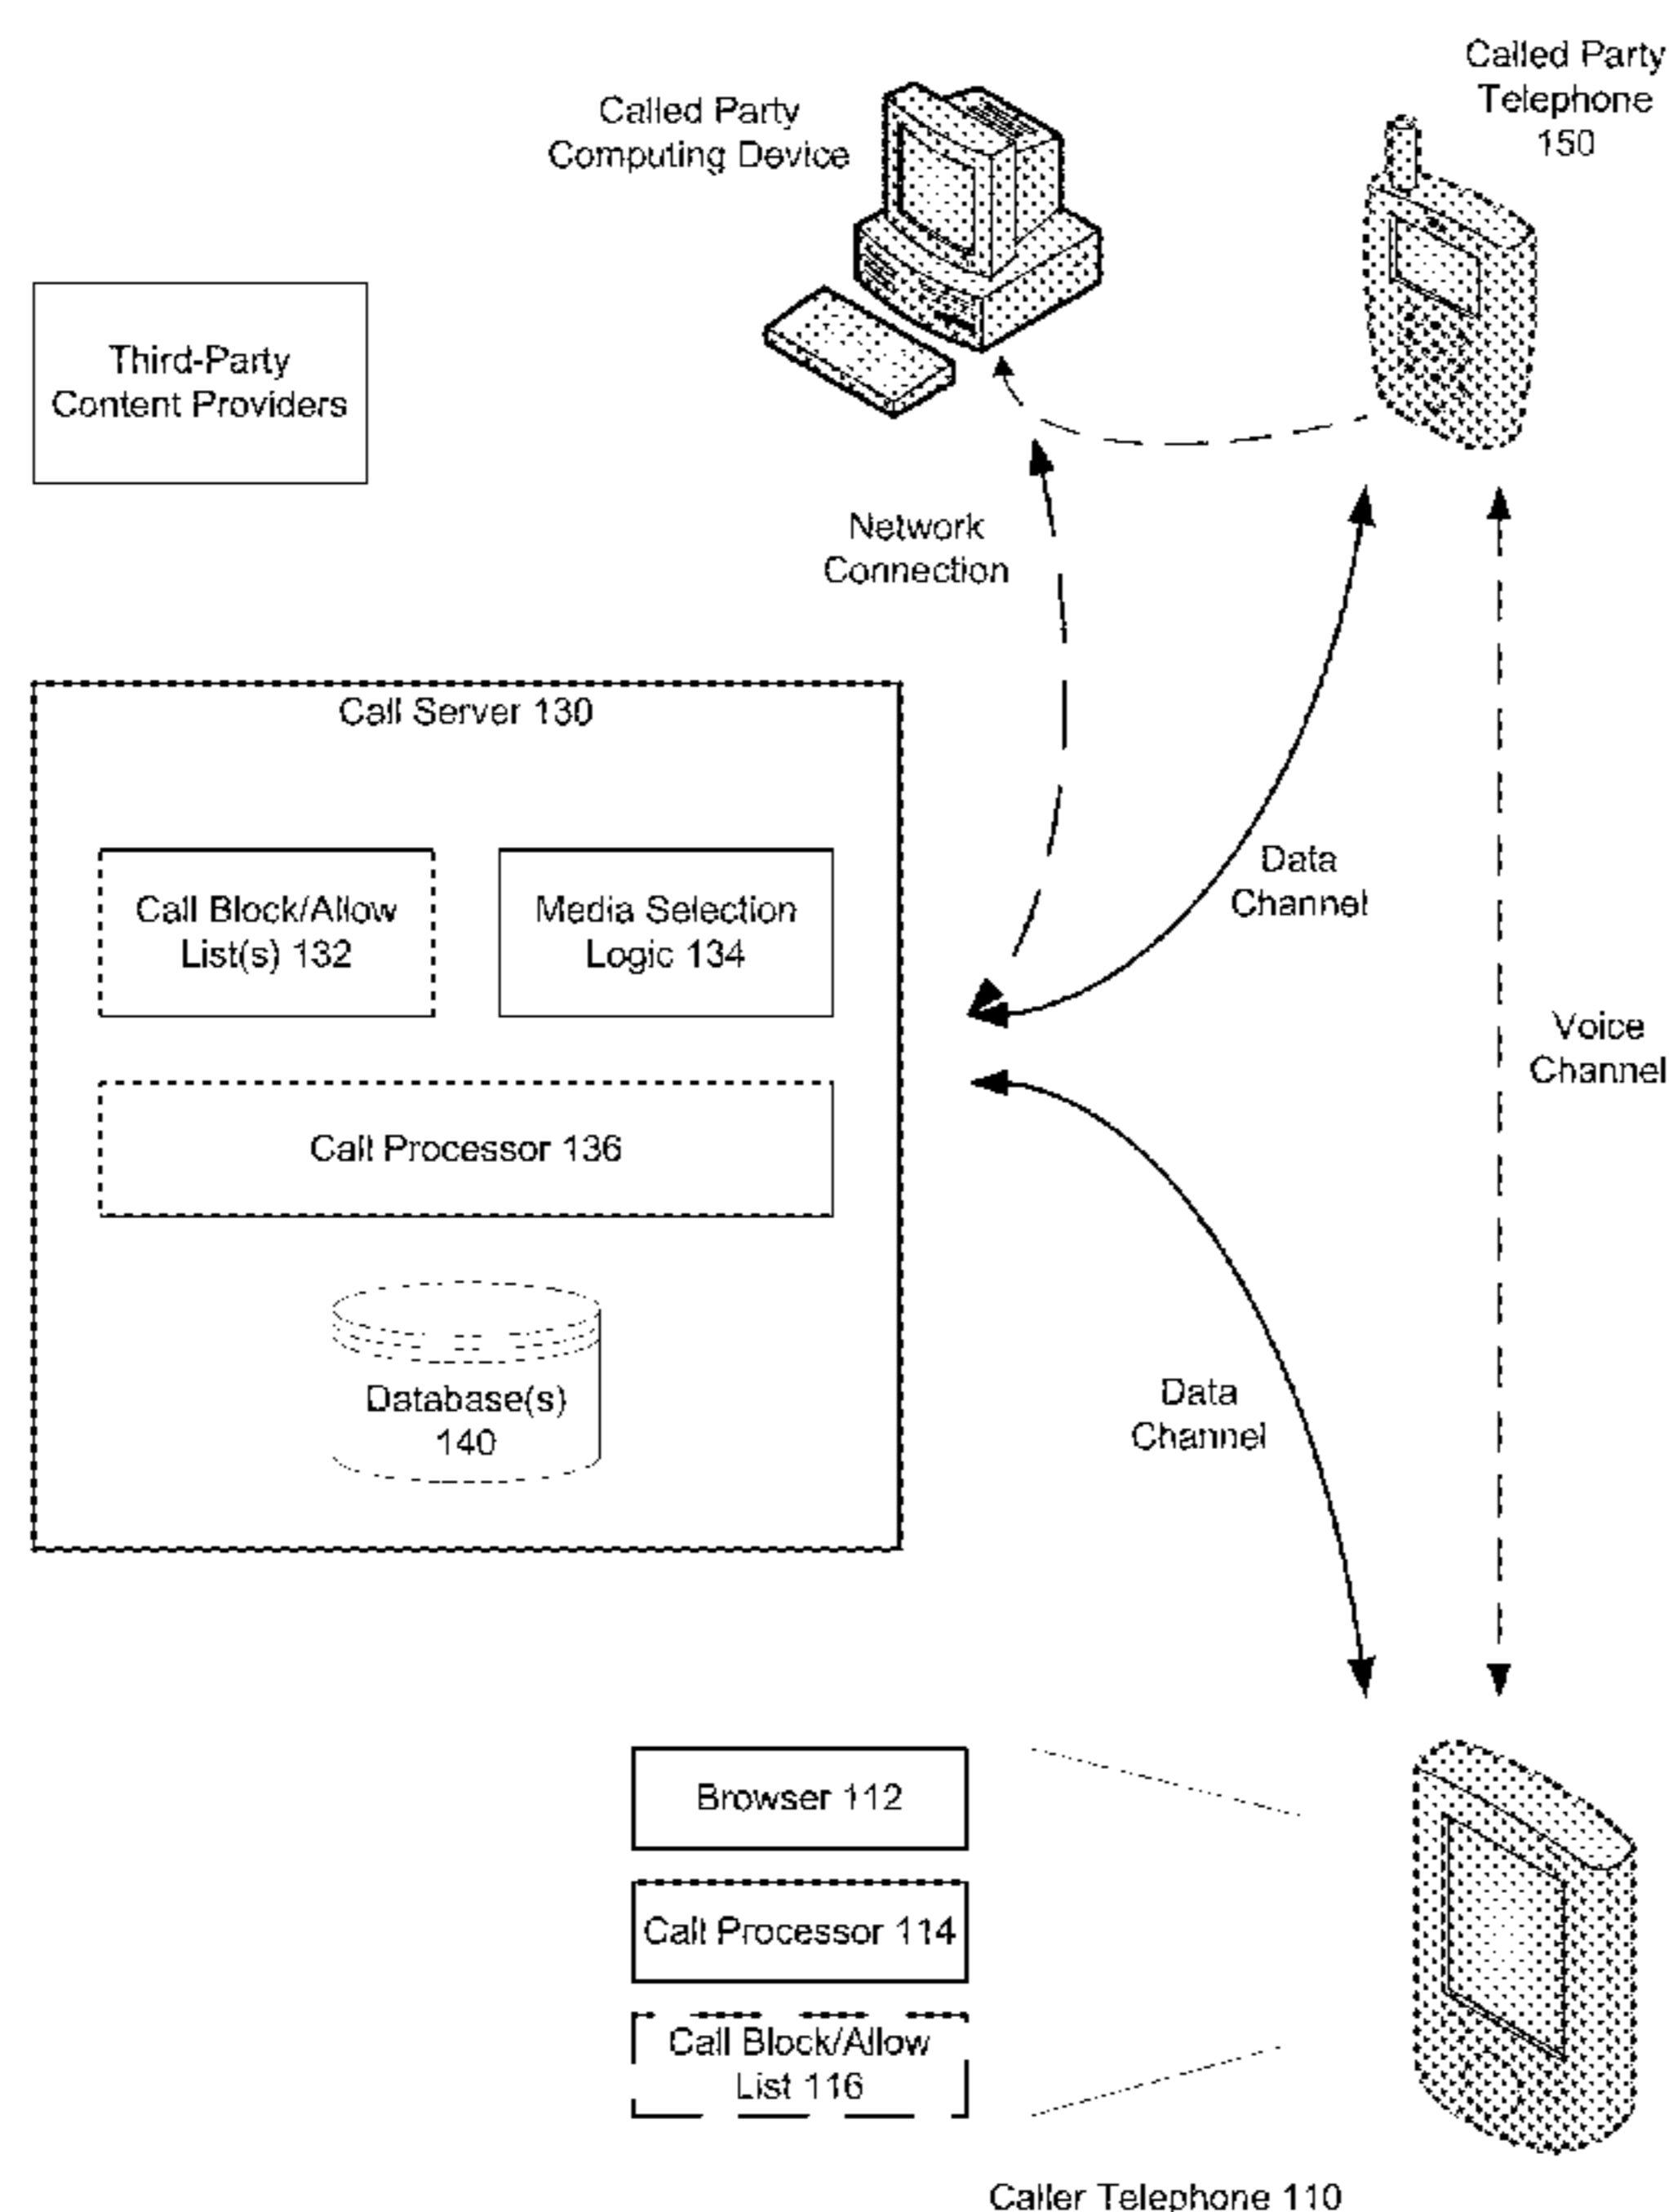 Called Party
Telephone
150
Called Party
Computing Device
Third-Party
Content Providers
Network
Connection
Call Server 130
Call Block/Allow
List(s) 132
Media Selection
Logic 134
Data
Channel
Voice
Channel
Call Processor 136
Database(s)
140
Data
Channel
Browser 112
Call Processor 114
Call Block/Allow
List 116
Caller Telephone 110